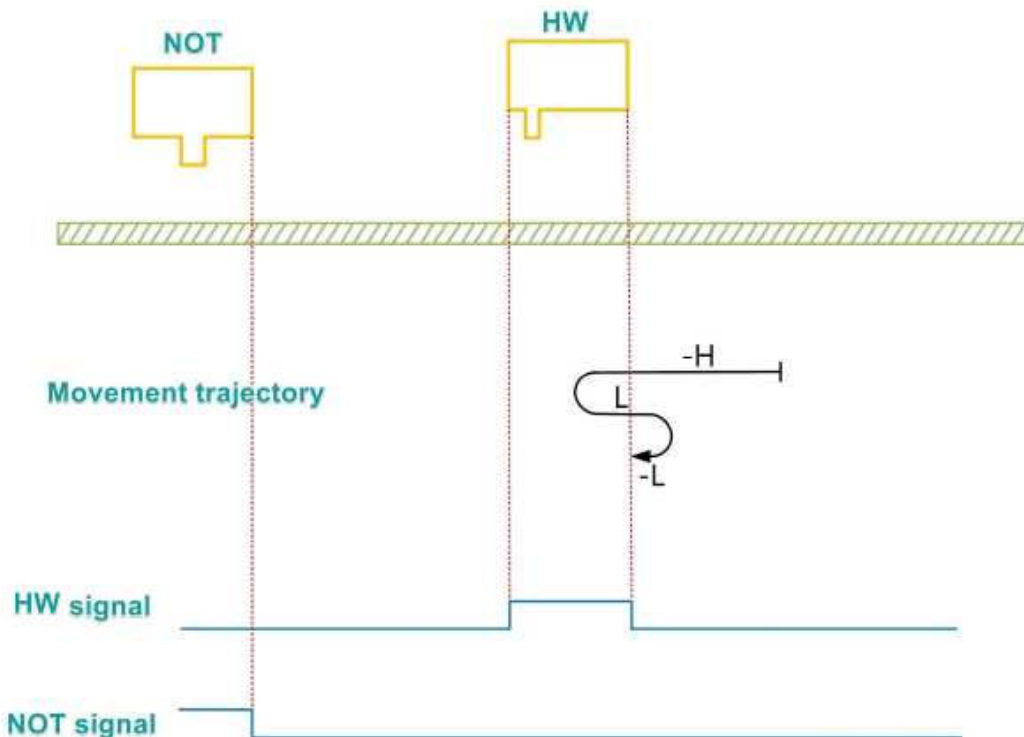 HW
NOT
-H
Movement trajectory
L
-L
HW signal
NOT signal